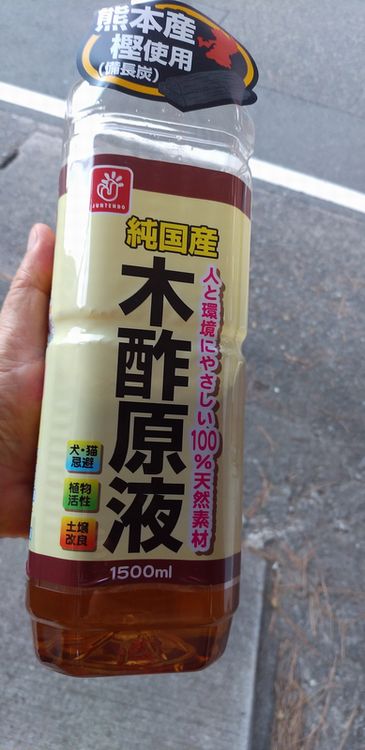 熊本産
樫使用
(備長炭)
JUNTENDO
純国産
木酢原液
人と環境にやさしい100%天然素材
犬・猫
忌避
植物
活性
土壌
改良
1500ml